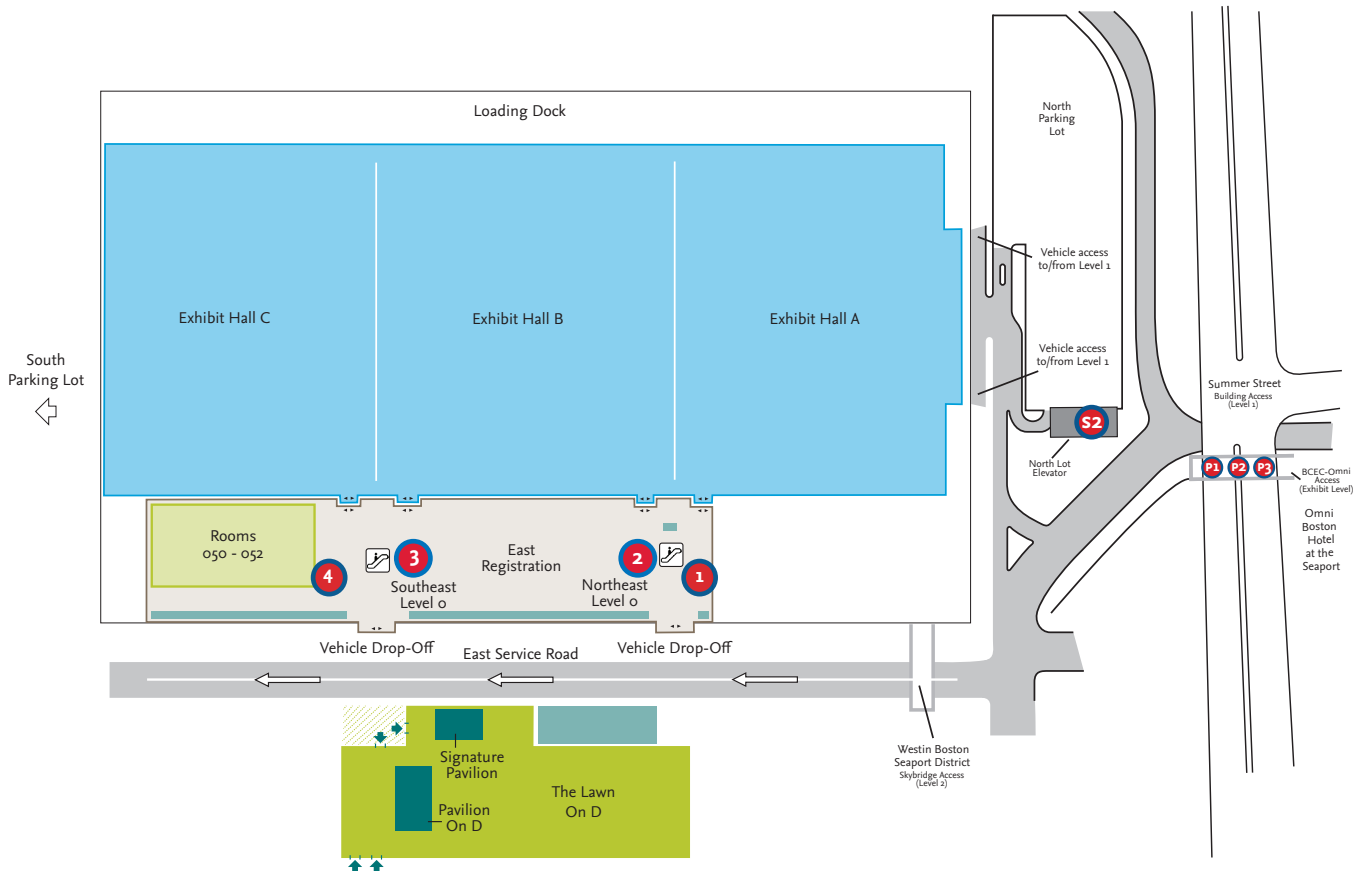 Loading Dock
North
Parking
Lot
Vehicle access
to/from Level 1
Exhibit Hall C
Exhibit Hall B
Exhibit Hall A
Vehicle access
to/from Level 1
South
Parking Lot
Summer Street
Building Access
(Level 1)
S2
North Lot
Elevator
P1 P2 P3
BCEC-Omni
Access
(Exhibit Level)
Omni
Boston
Hotel
at the
Seaport
Rooms
050 - 052
4
3
Southeast
Level 0
East
Registration
2
Northeast
Level 0
1
Vehicle Drop-Off
Vehicle Drop-Off
East Service Road
Signature
Pavilion
Pavilion
On D
The Lawn
On D
Westin Boston
Seaport District
Skybridge Access
(Level 2)